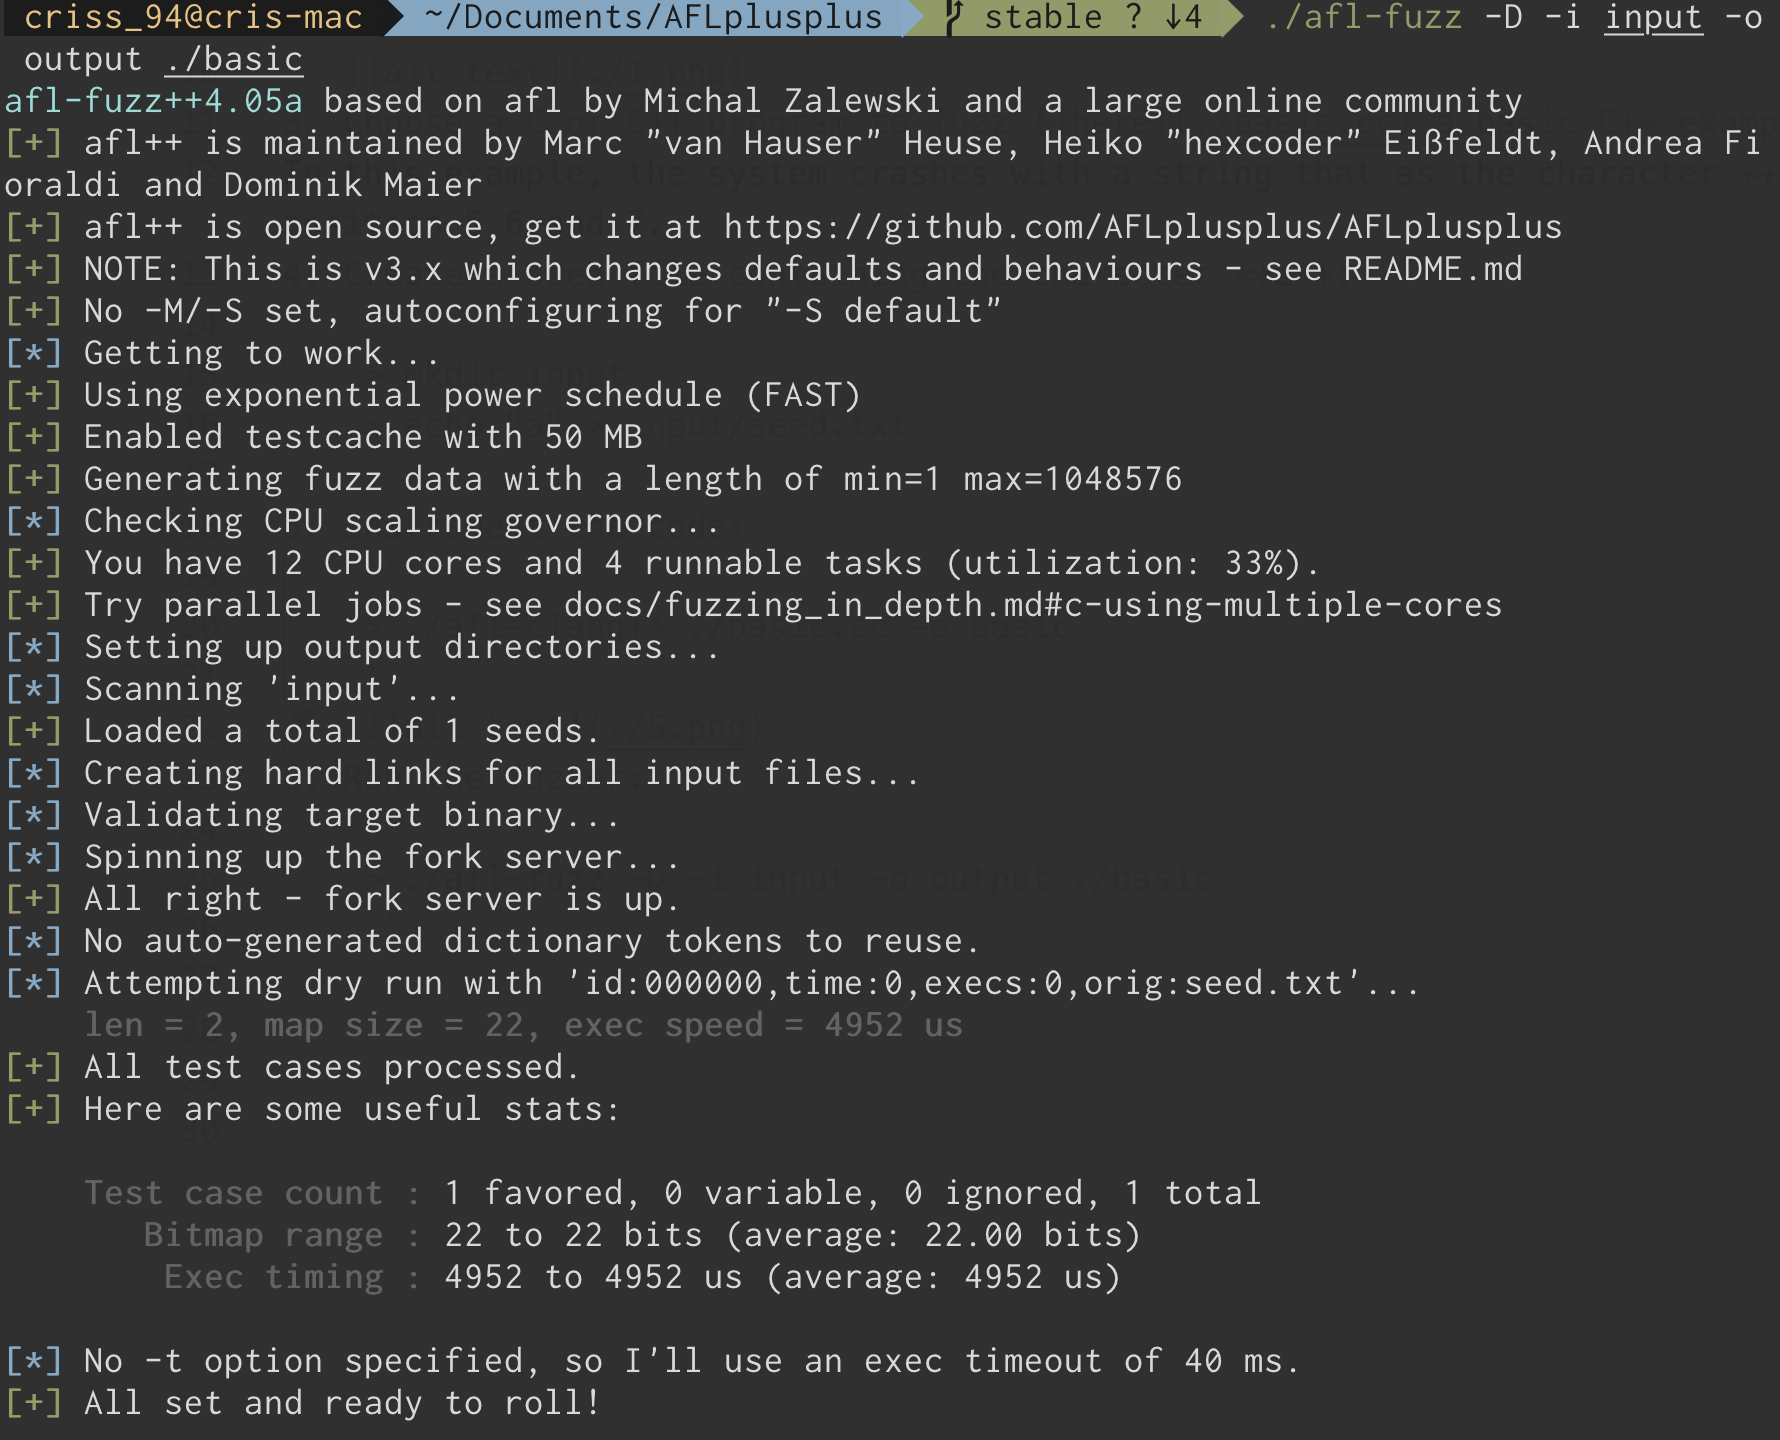 criss_94@cris-mac ~/Documents/AFLplusplus stable ? ↓4 ./afl-fuzz -D -i input -o
output ./basic
afl-fuzz++4.05a based on afl by Michal Zalewski and a large online community
[+] afl++ is maintained by Marc "van Hauser" Heuse, Heiko "hexcoder" Eißfeldt, Andrea Fi
oraldi and Dominik Maier
[+] afl++ is open source, get it at https://github.com/AFLplusplus/AFLplusplus
[+] NOTE: This is v3.x which changes defaults and behaviours - see README.md
[+] No -M/-S set, autoconfiguring for "-S default"
[*] Getting to work...
[+] Using exponential power schedule (FAST)
[+] Enabled testcache with 50 MB
[+] Generating fuzz data with a length of min=1 max=1048576
[*] Checking CPU scaling governor...
[+] You have 12 CPU cores and 4 runnable tasks (utilization: 33%).
[+] Try parallel jobs - see docs/fuzzing_in_depth.md#c-using-multiple-cores
[*] Setting up output directories...
[*] Scanning 'input'...
[+] Loaded a total of 1 seeds.
[*] Creating hard links for all input files...
[*] Validating target binary...
[*] Spinning up the fork server...
[+] All right - fork server is up.
[*] No auto-generated dictionary tokens to reuse.
[*] Attempting dry run with 'id:000000,time:0,execs:0,orig:seed.txt'...
len = 2, map size = 22, exec speed = 4952 us
[+] All test cases processed.
[+] Here are some useful stats:
Test case count : 1 favored, 0 variable, 0 ignored, 1 total
Bitmap range : 22 to 22 bits (average: 22.00 bits)
Exec timing : 4952 to 4952 us (average: 4952 us)
[*] No -t option specified, so I'll use an exec timeout of 40 ms.
[+] All set and ready to roll!